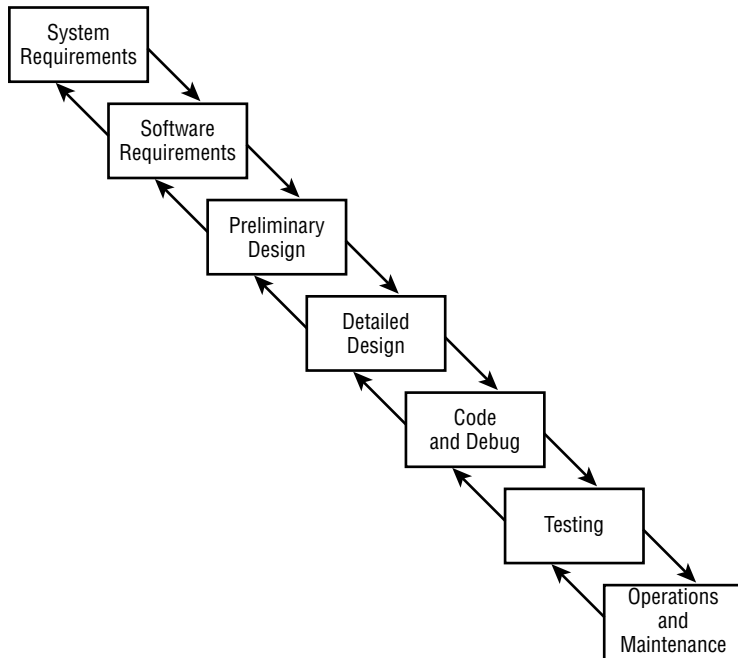 System
Requirements
Software
Requirements
Preliminary
Design
Detailed
Design
Code
and Debug
Testing
Operations
and
Maintenance